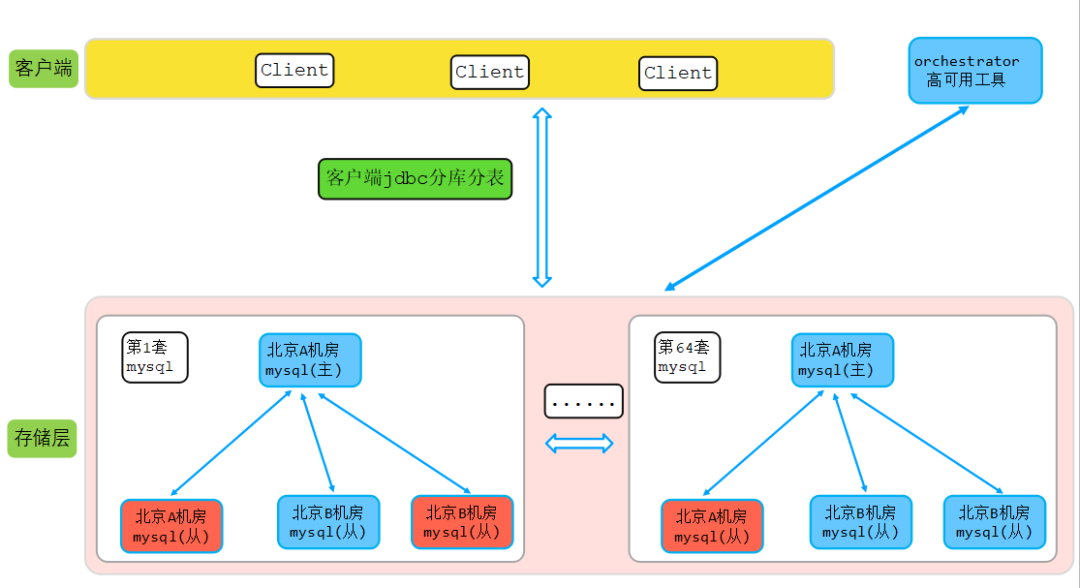 客户端
Client
Client
Client
orchestrator
高可用工具
客户端jdbc分库分表
存储层
第1套
mysql
北京A机房
mysql(主)
北京A机房
mysql(从)
北京B机房
mysql(从)
北京B机房
mysql(从)
......
第64套
mysql
北京A机房
mysql(主)
北京A机房
mysql(从)
北京B机房
mysql(从)
北京B机房
mysql(从)